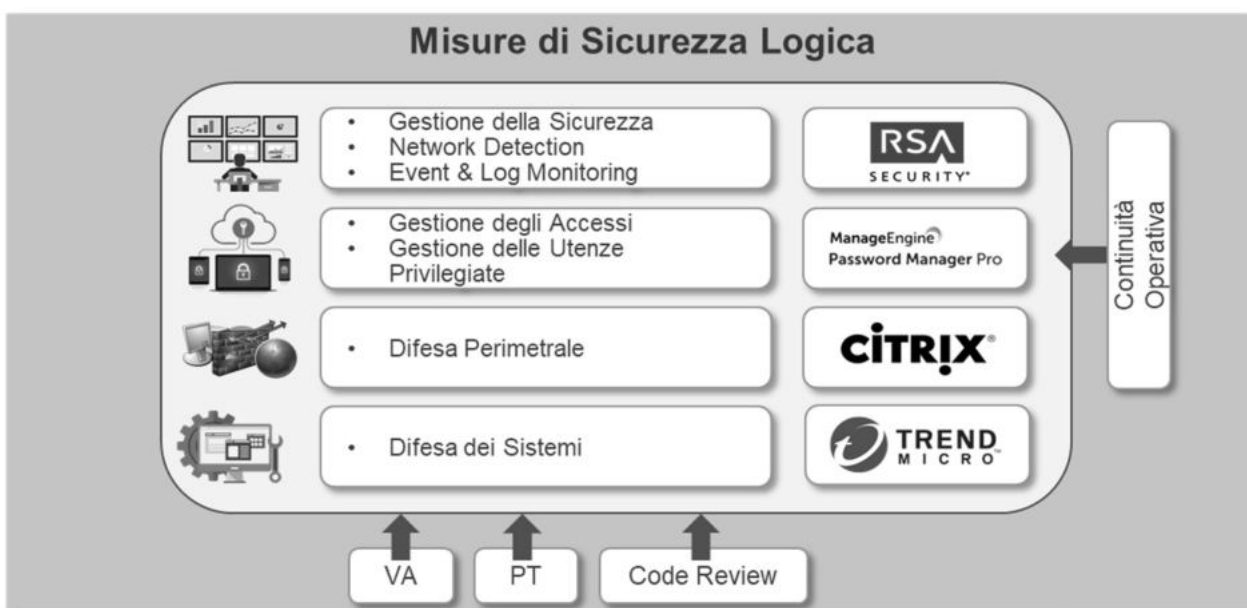 Misure di Sicurezza Logica
• Gestione della Sicurezza
• Network Detection
• Event & Log Monitoring
RSA
SECURITY®
• Gestione degli Accessi
• Gestione delle Utenze
Privilegiate
ManageEngine
Password Manager Pro
• Difesa Perimetrale
CiTRIX®
• Difesa dei Sistemi
TREND
MICRO™
Continuità
Operativa
VA
PT
Code Review